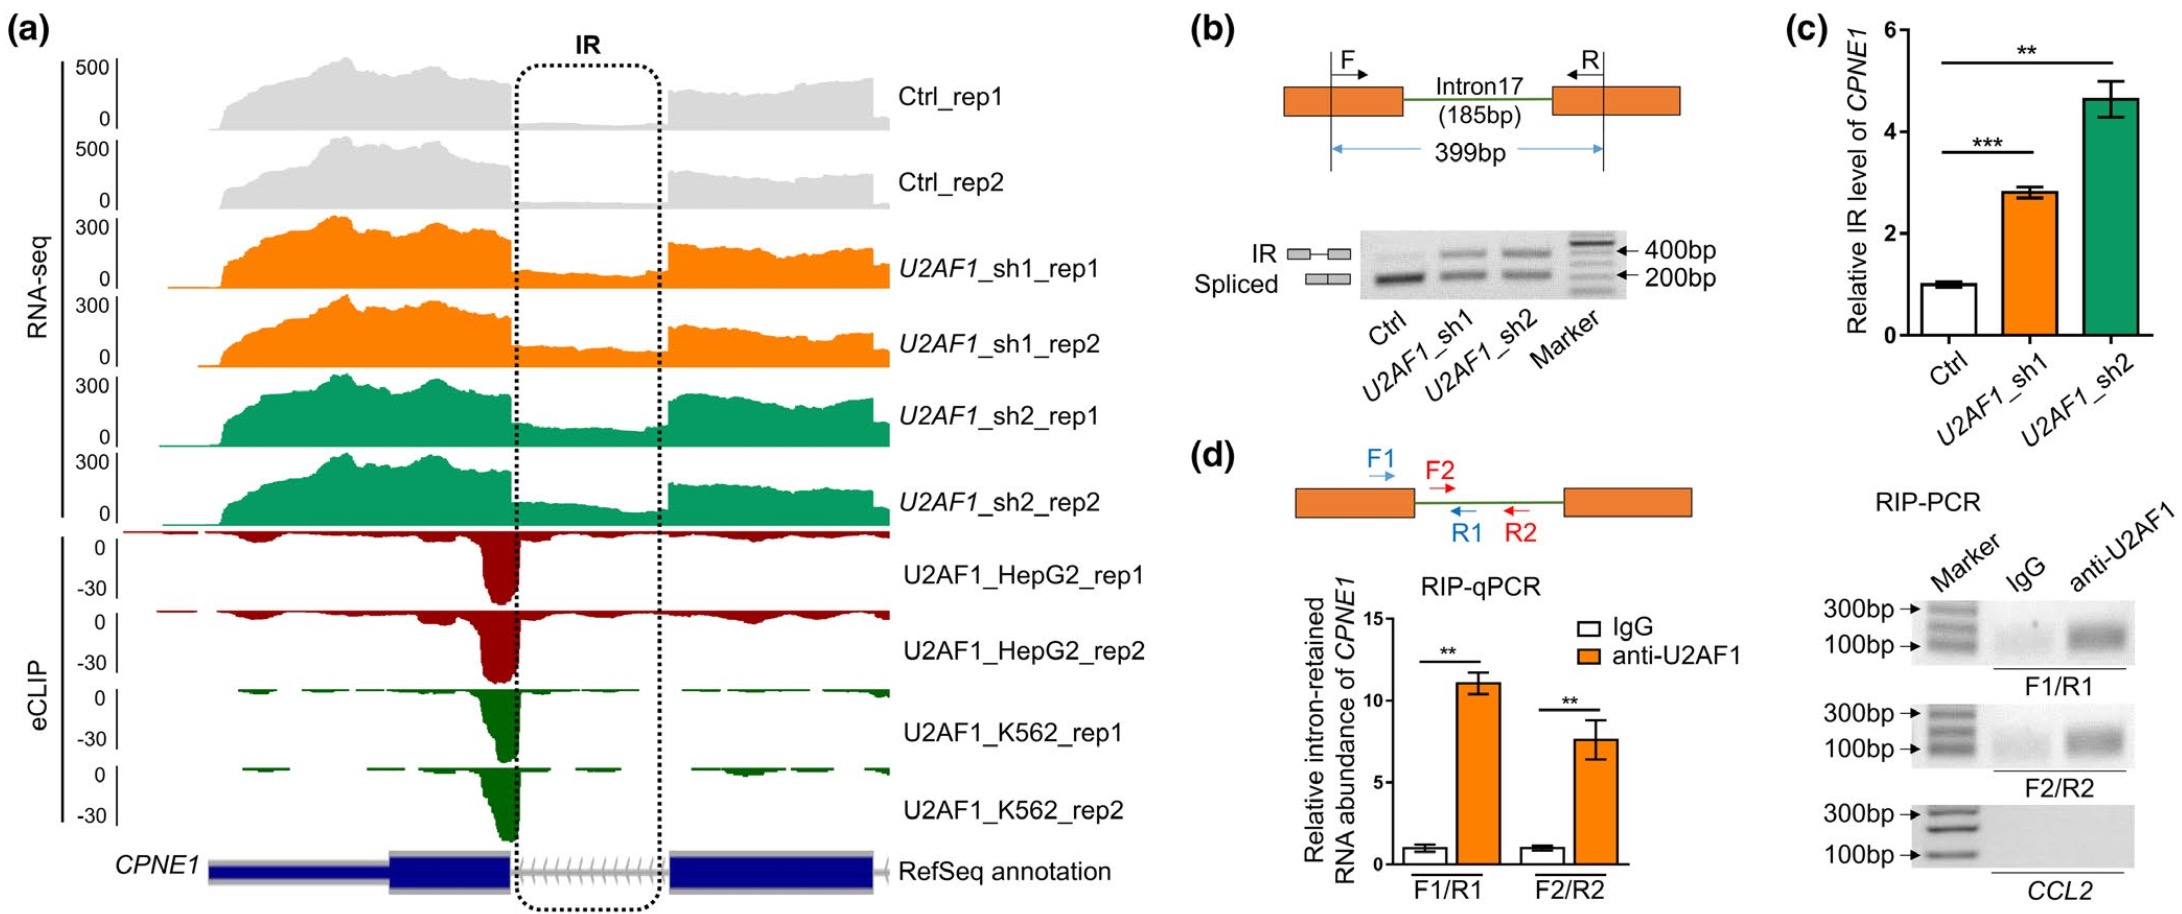 (a)
IR
RNA-seq
500
0
Ctrl_rep1
500
0
Ctrl_rep2
300
0
U2AF1_sh1_rep1
300
0
U2AF1_sh1_rep2
300
0
U2AF1_sh2_rep1
300
0
U2AF1_sh2_rep2
eCLIP
0
-30
U2AF1_HepG2_rep1
0
-30
U2AF1_HepG2_rep2
0
-30
U2AF1_K562_rep1
0
-30
U2AF1_K562_rep2
CPNE1
RefSeq annotation
(b)
F
R
Intron17
(185bp)
399bp
IR
Spliced
400bp
200bp
Ctrl
U2AF1_sh1
U2AF1_sh2
Marker
(c)
Relative IR level of CPNE1
6
4
2
0
**
***
Ctrl
U2AF1_sh1
U2AF1_sh2
(d)
F1
F2
R1
R2
RIP-qPCR
Relative intron-retained
RNA abundance of CPNE1
15
10
5
0
IgG
anti-U2AF1
**
**
F1/R1
F2/R2
RIP-PCR
Marker
IgG
anti-U2AF1
300bp
100bp
F1/R1
300bp
100bp
F2/R2
300bp
100bp
CCL2